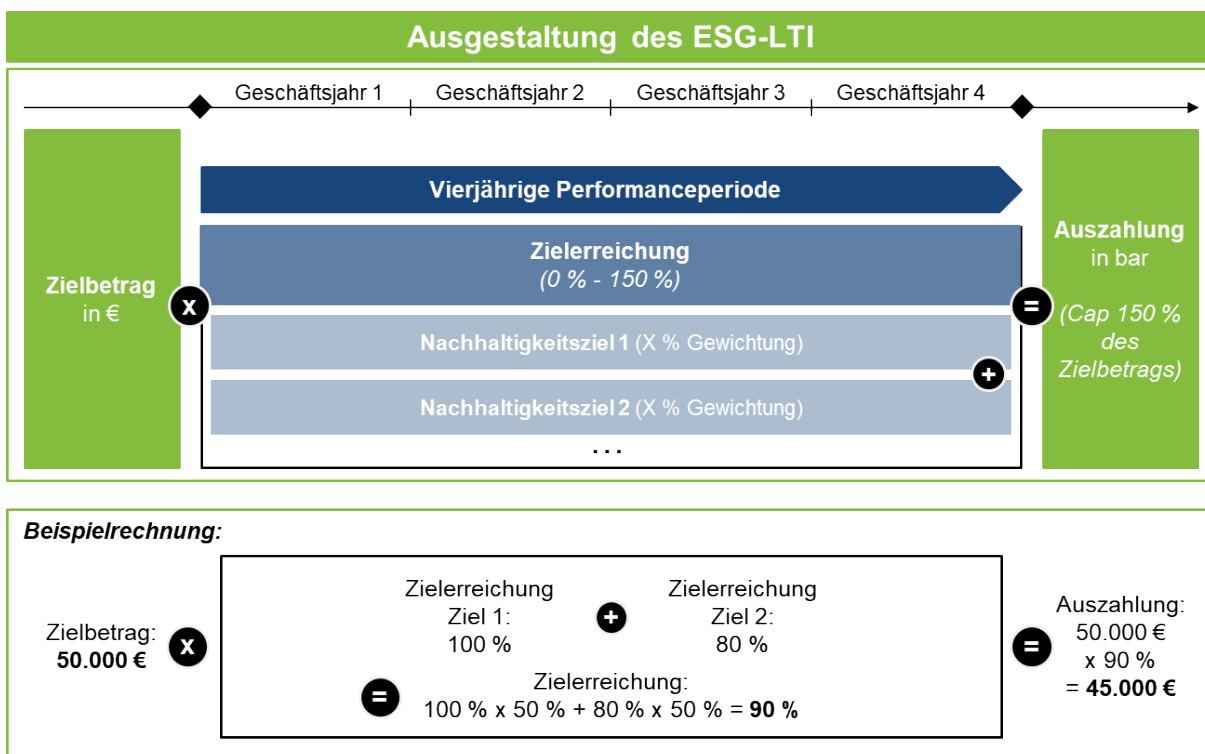 Ausgestaltung des ESG-LTI
Geschäftsjahr 1
Geschäftsjahr 2
Geschäftsjahr 3
Geschäftsjahr 4
Zielbetrag
in €
x
Vierjährige Performanceperiode
Zielerreichung
(0 % - 150 %)
Nachhaltigkeitsziel 1 (X % Gewichtung)
+
Nachhaltigkeitsziel 2 (X % Gewichtung)
...
=
Auszahlung
in bar
(Cap 150 %
des
Zielbetrags)
Beispielrechnung:
Zielbetrag:
50.000 €
x
Zielerreichung
Ziel 1:
100 %
+
Zielerreichung
Ziel 2:
80 %
=
Zielerreichung:
100 % x 50 % + 80 % x 50 % = 90 %
=
Auszahlung:
50.000 €
x 90 %
= 45.000 €